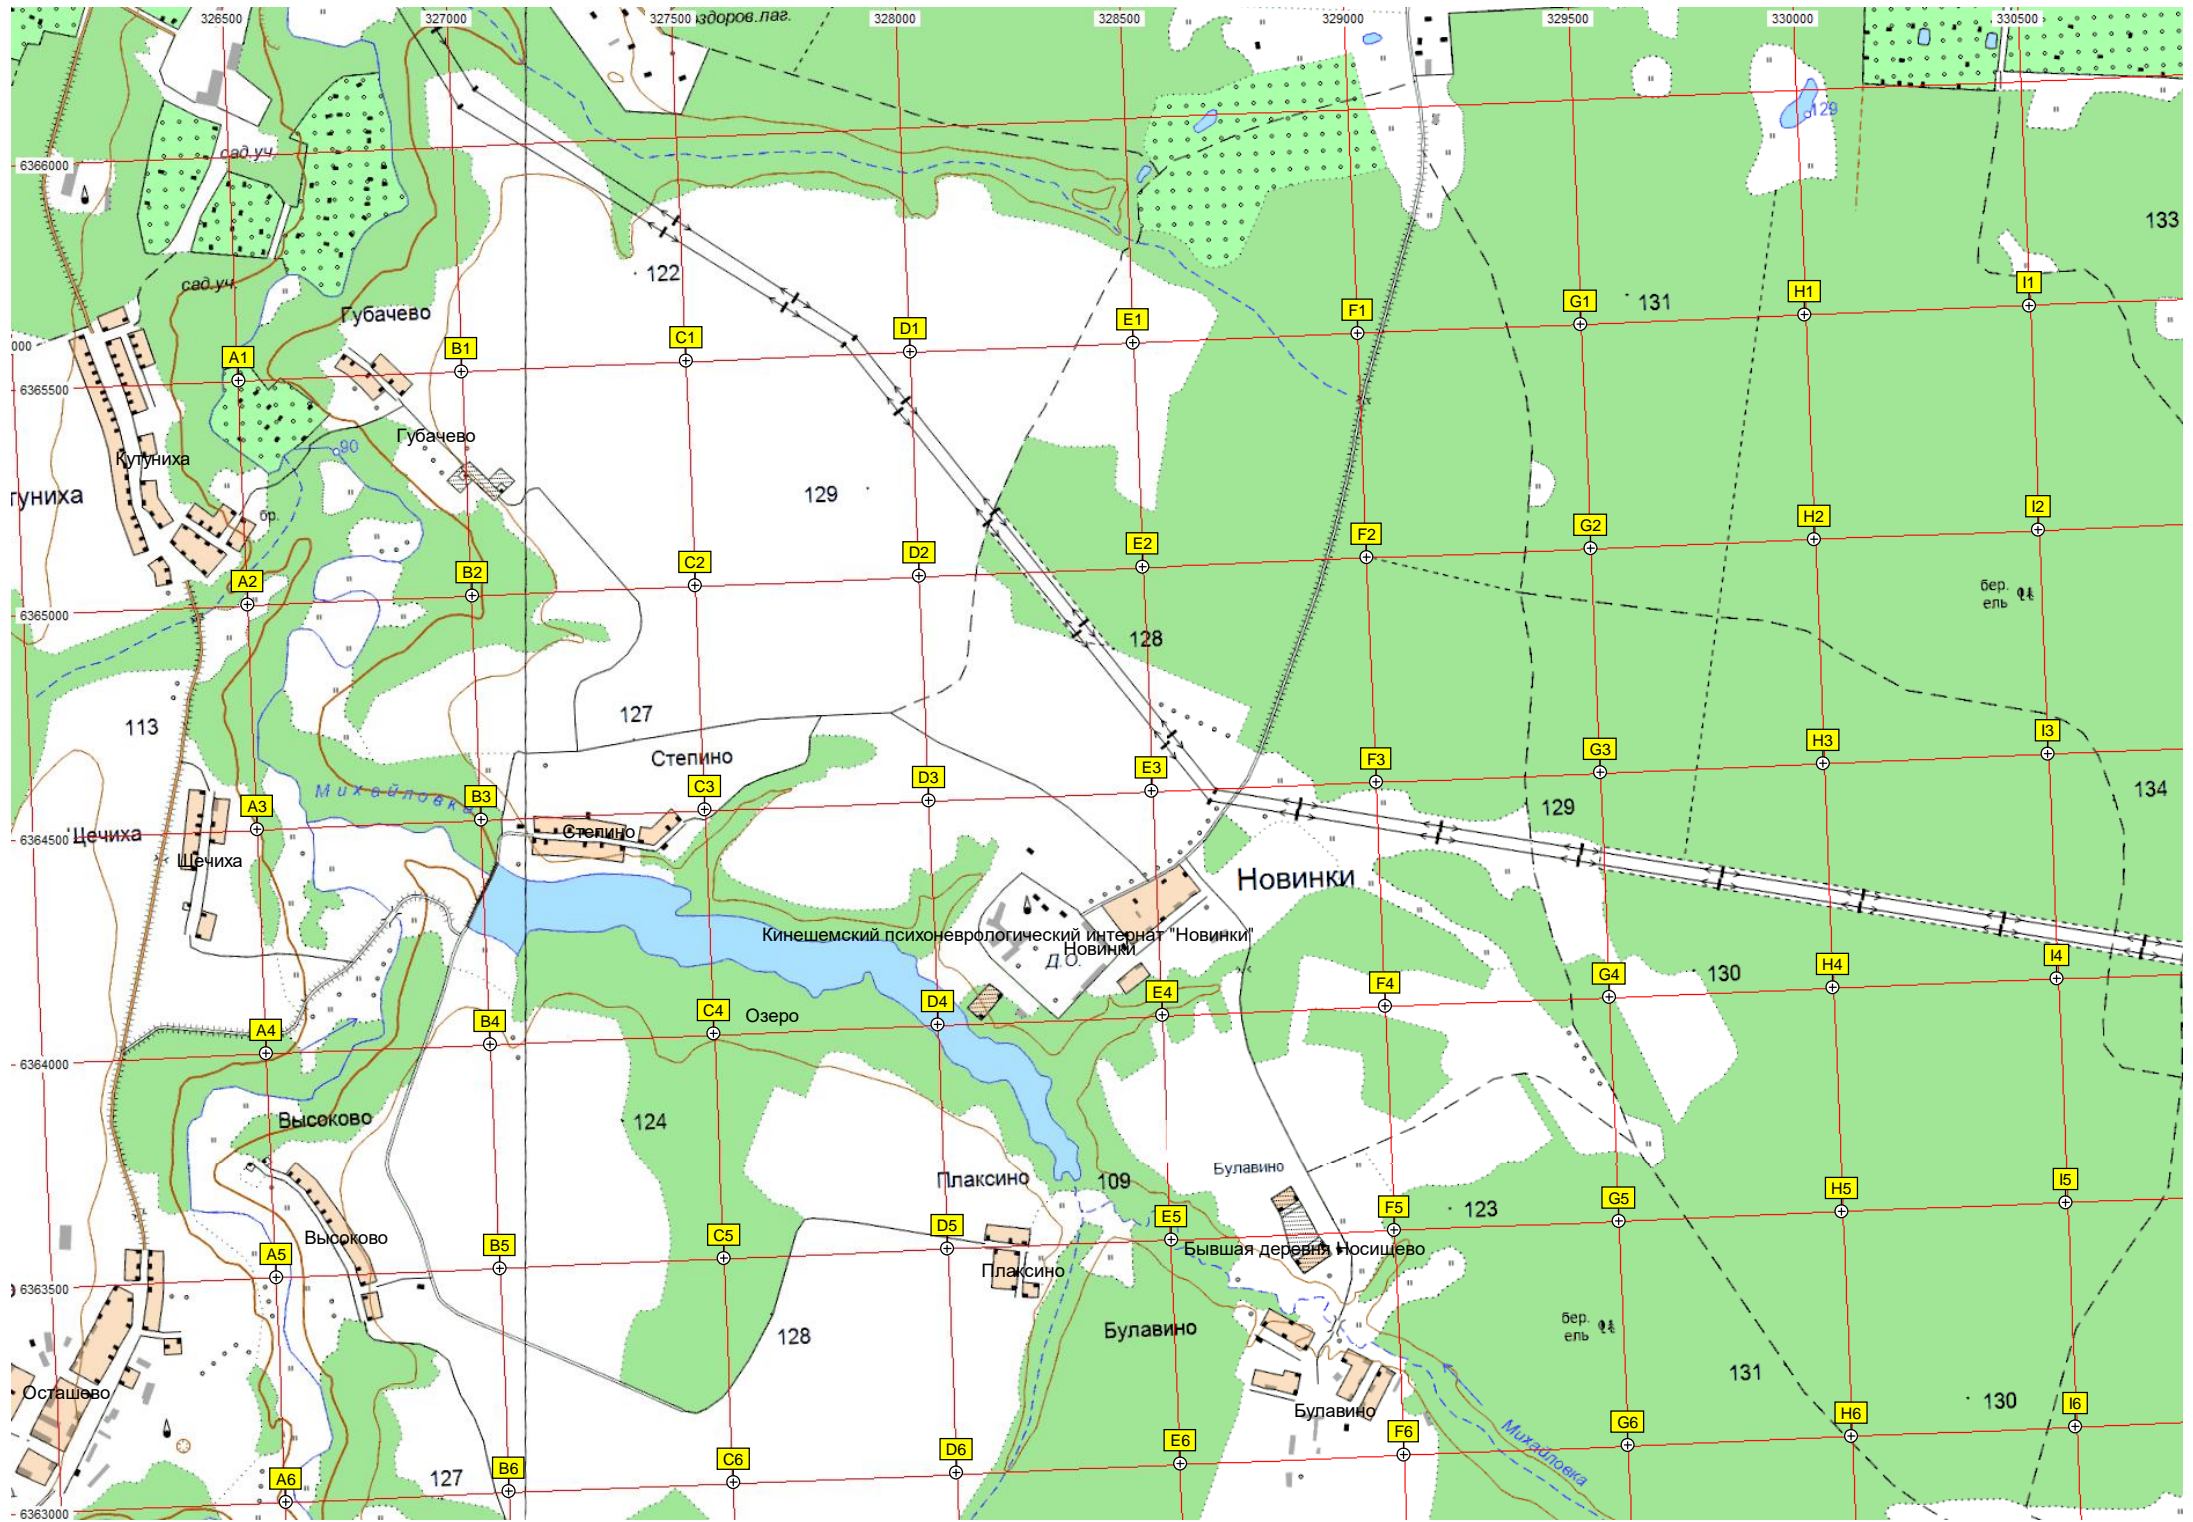 326500 327000 327500 328000 328500 329000 329500 330000 330500
здоров.лаг.
129
сад.уч.
6366000
133
122
сад.уч.
131
Губачево
I1
H1
G1
F1
E1
D1
C1
B1
A1
000
6365500
Губачево
90
Кутуниха
туниха
129
бр.
I2
H2
G2
F2
E2
D2
C2
B2
A2
бер.
ель
6365000
128
113
127
Степино
I3
H3
G3
F3
E3
D3
C3
B3
A3
Михайловка
134
129
Степино
6364500
Щечиха
Щечиха
Новинки
Кинешемский психоневрологический интернат "Новинки"
Новинки
Д.О.
130
I4
H4
G4
F4
E4
D4
C4
B4
A4
Озеро
6364000
Высоково
124
Булавино
Плаксино
109
123
I5
H5
G5
F5
E5
D5
C5
B5
A5
Высоково
Бывшая деревня Носищево
Плаксино
6363500
Булавино
128
бер.
ель
131
130
Осташево
Булавино
I6
H6
G6
F6
E6
D6
C6
B6
A6
Михайловка
127
6363000